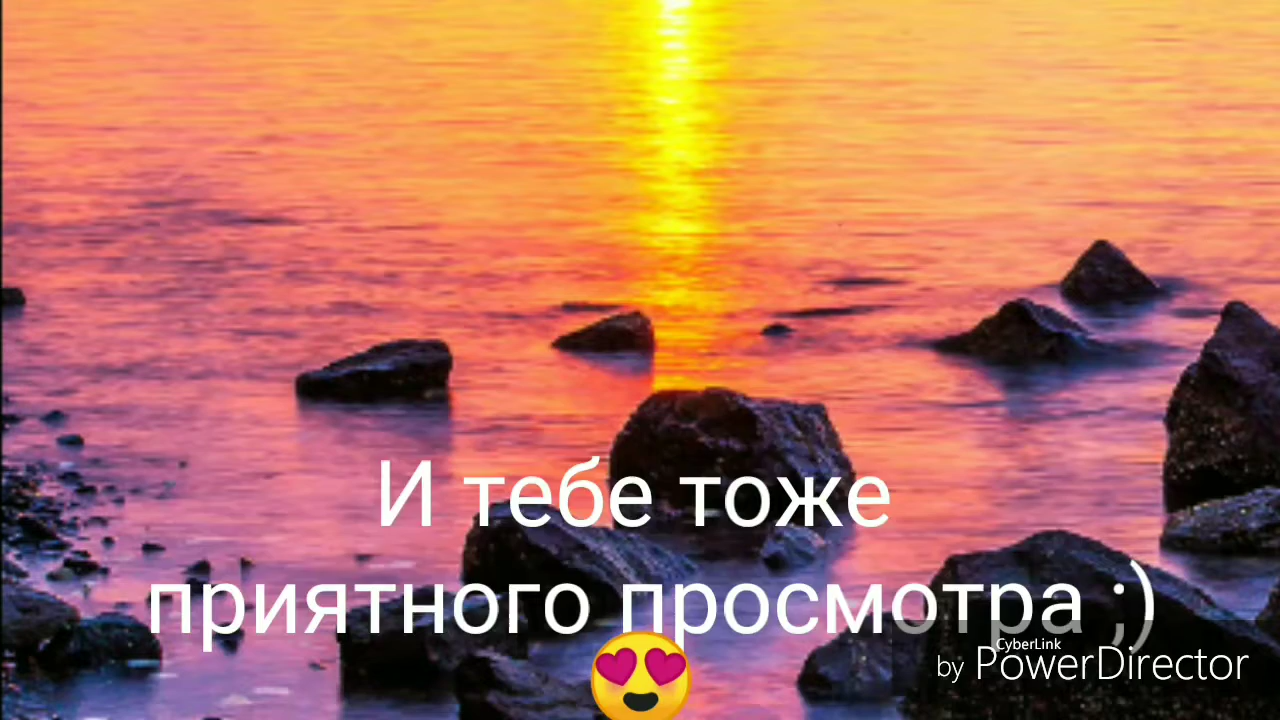 И тебе тоже
приятного просмотра ;)
CyberLink
by PowerDirector